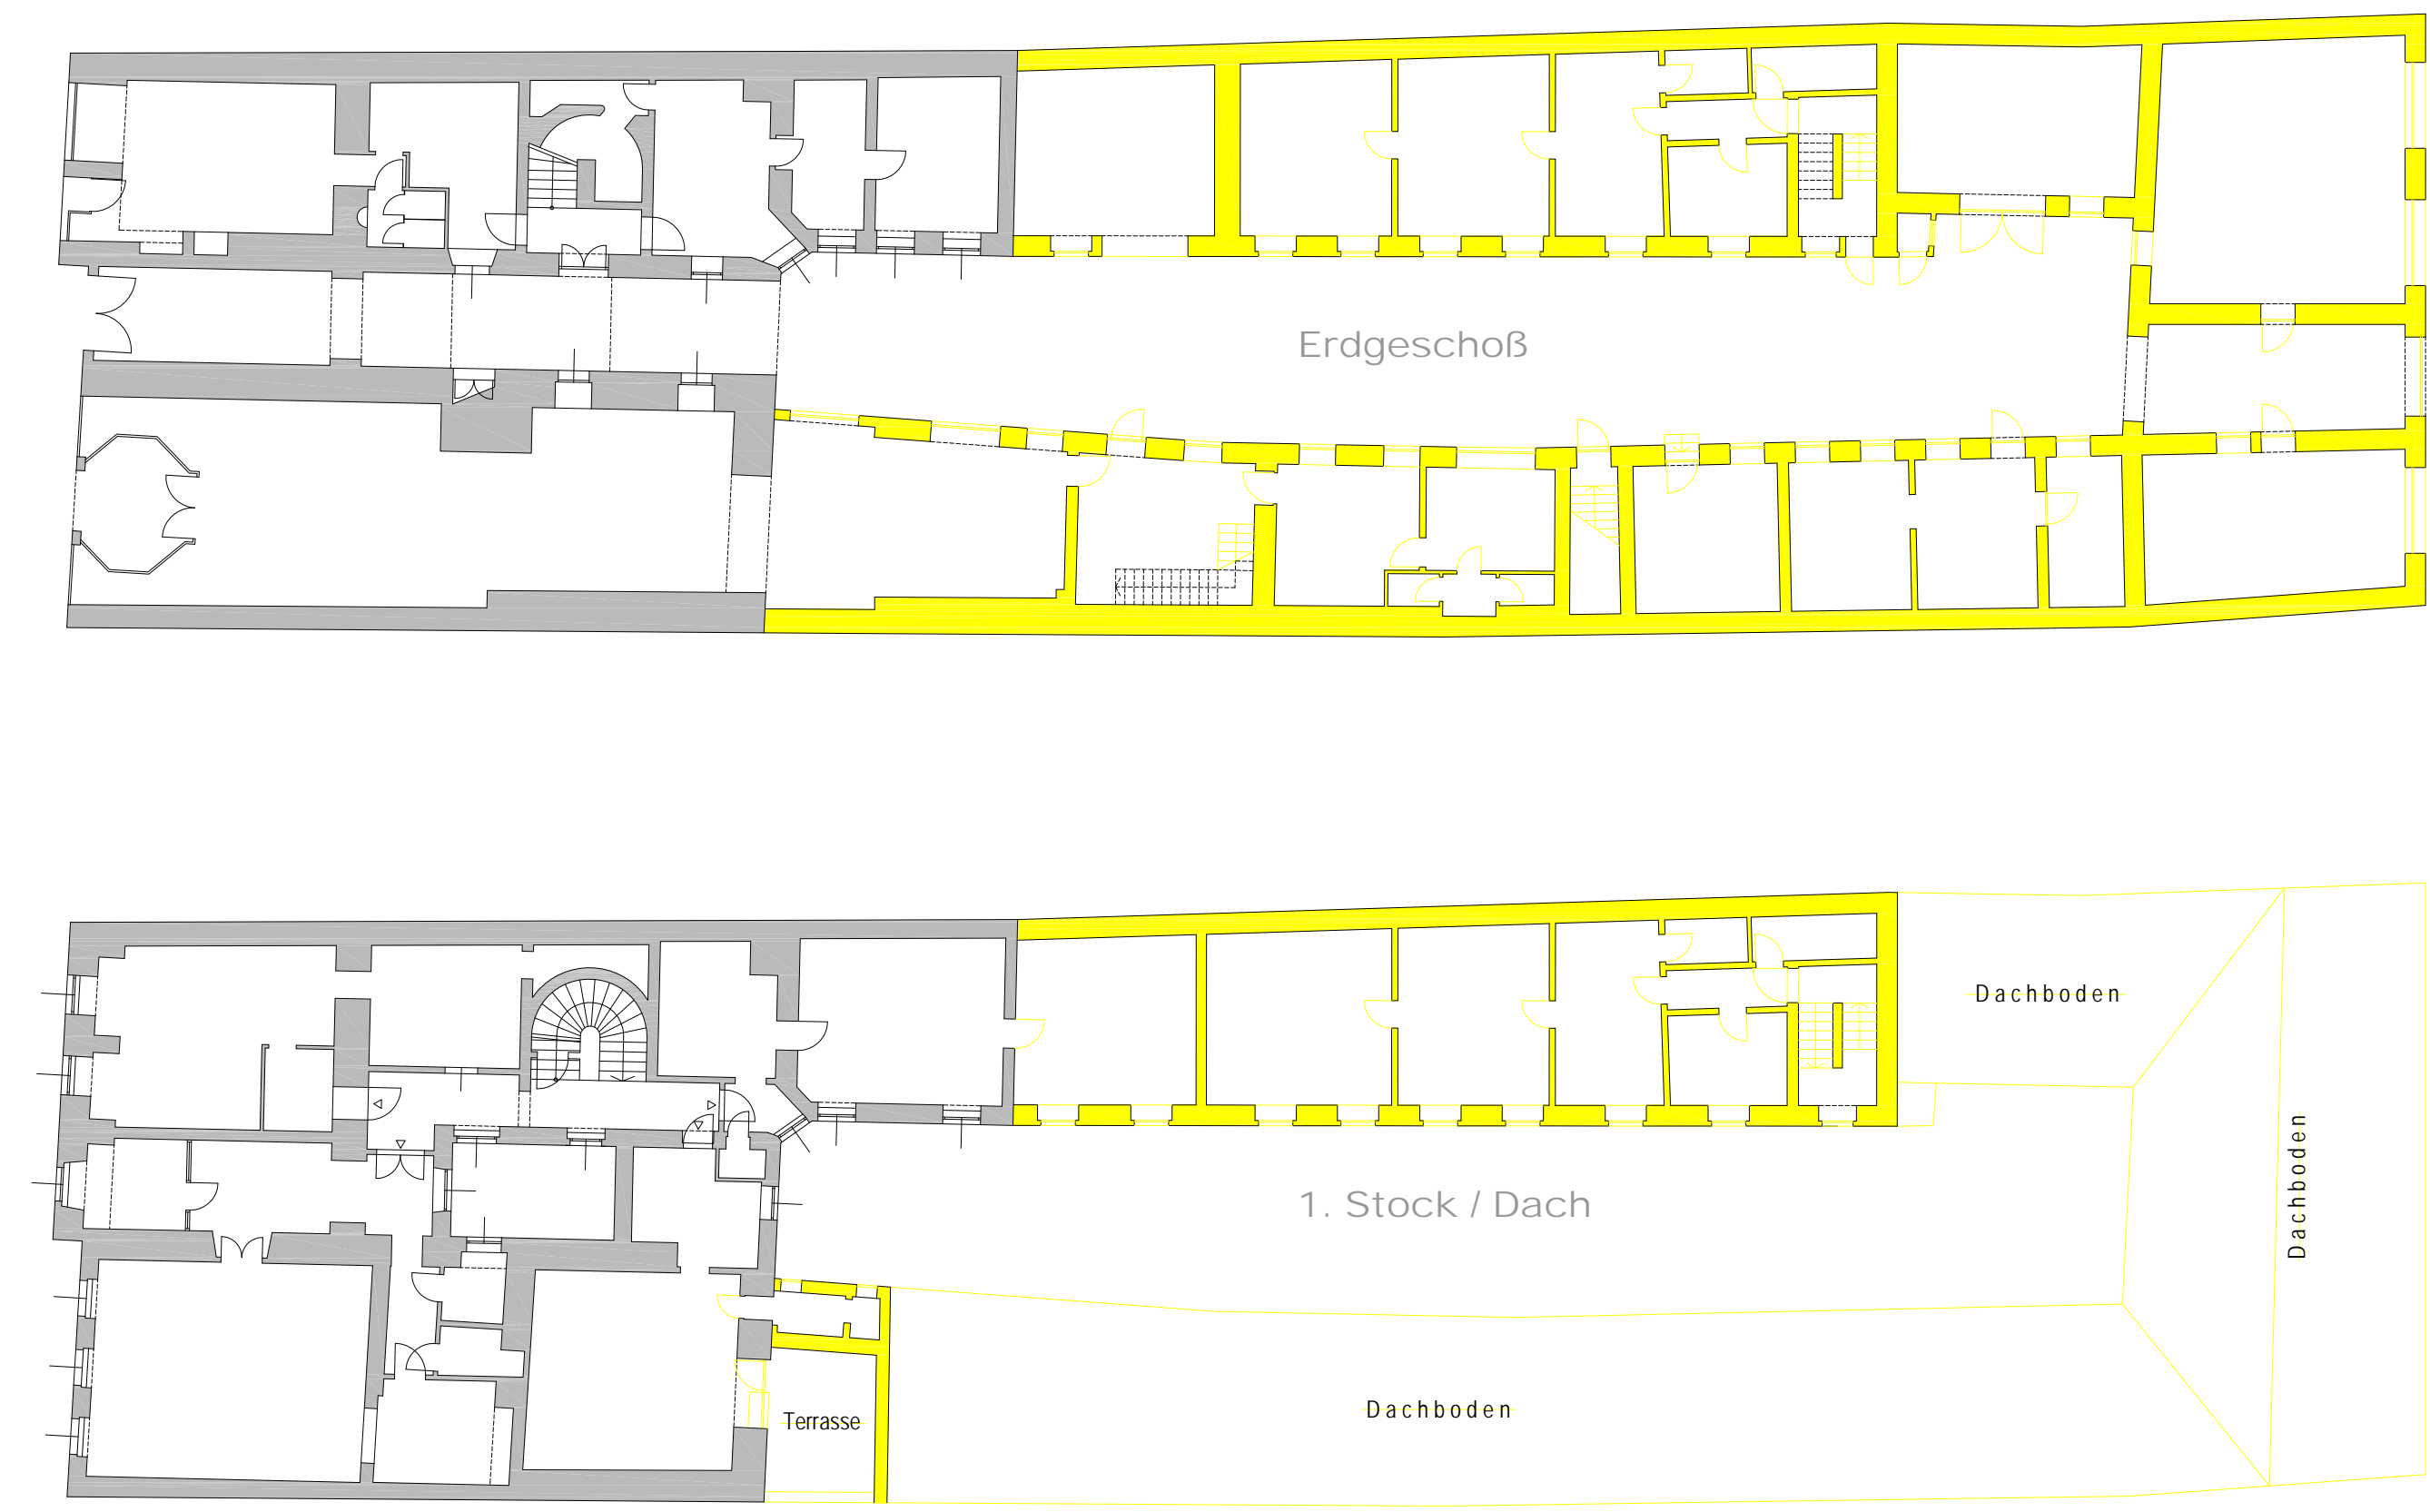 Erdgeschoß
Dachboden
Dachboden
1. Stock / Dach
Dachboden
Terrasse